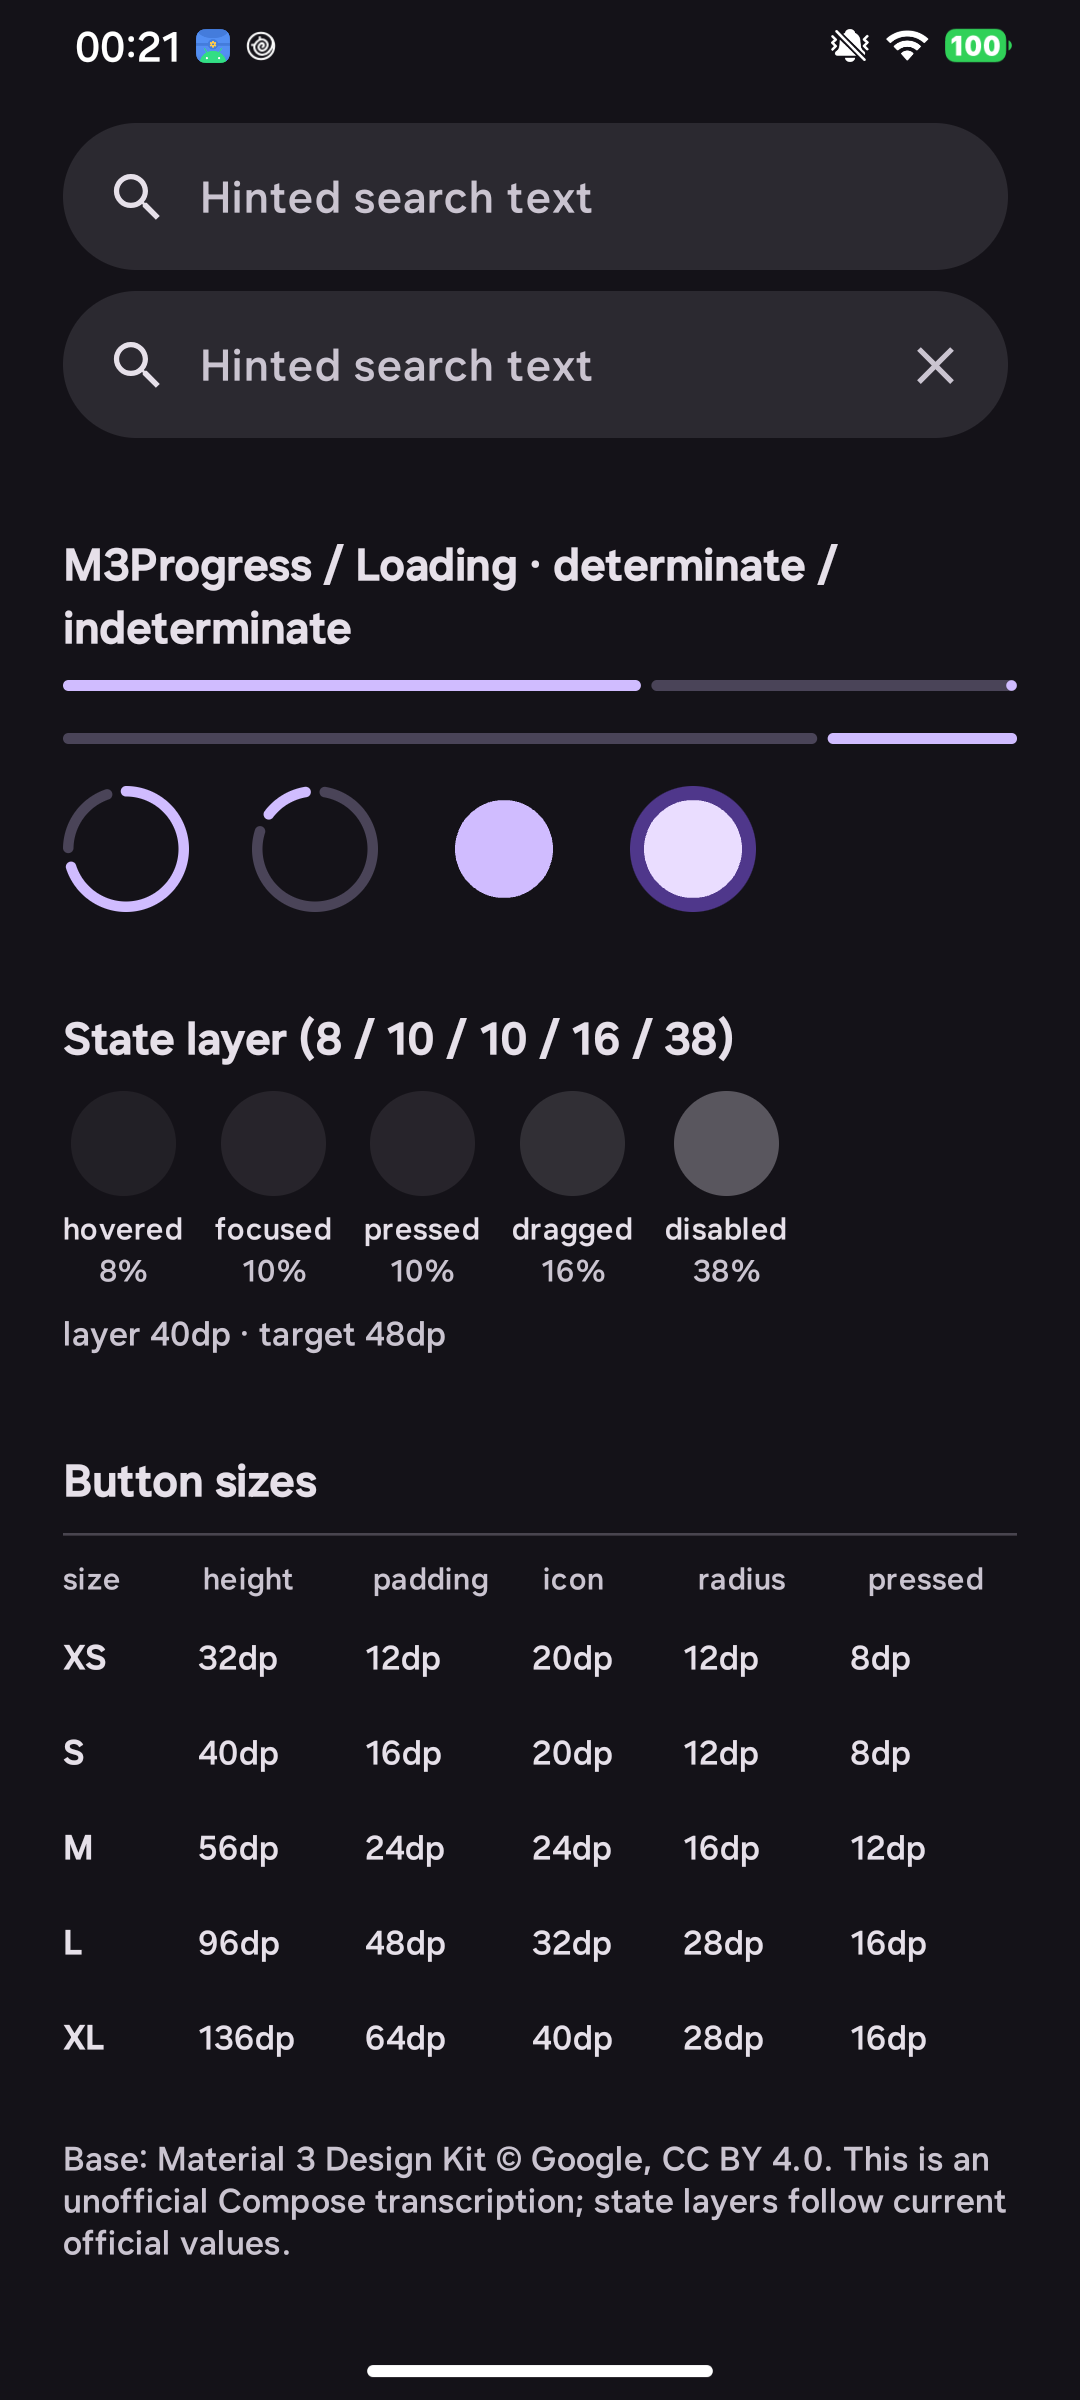 00:21
100
Hinted search text
Hinted search text
M3Progress / Loading · determinate /
indeterminate
State layer (8 / 10 / 10 / 16 / 38)
hovered focused pressed dragged disabled
8% 10% 10% 16% 38%
layer 40dp · target 48dp
Button sizes
size height padding icon radius pressed
XS 32dp 12dp 20dp 12dp 8dp
S 40dp 16dp 20dp 12dp 8dp
M 56dp 24dp 24dp 16dp 12dp
L 96dp 48dp 32dp 28dp 16dp
XL 136dp 64dp 40dp 28dp 16dp
Base: Material 3 Design Kit © Google, CC BY 4.0. This is an
unofficial Compose transcription; state layers follow current
official values.